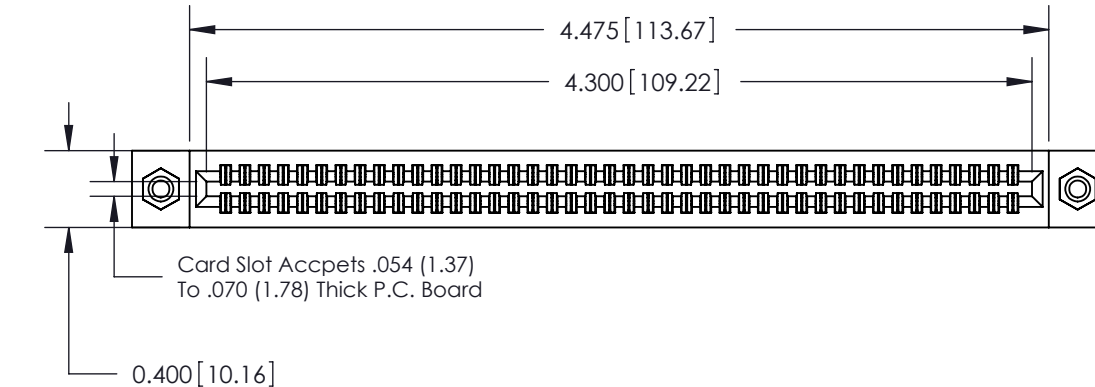 4.475[113.67]
4.300[109.22]
Card Slot Accpets .054 (1.37)
To .070 (1.78) Thick P.C. Board
0.400[10.16]